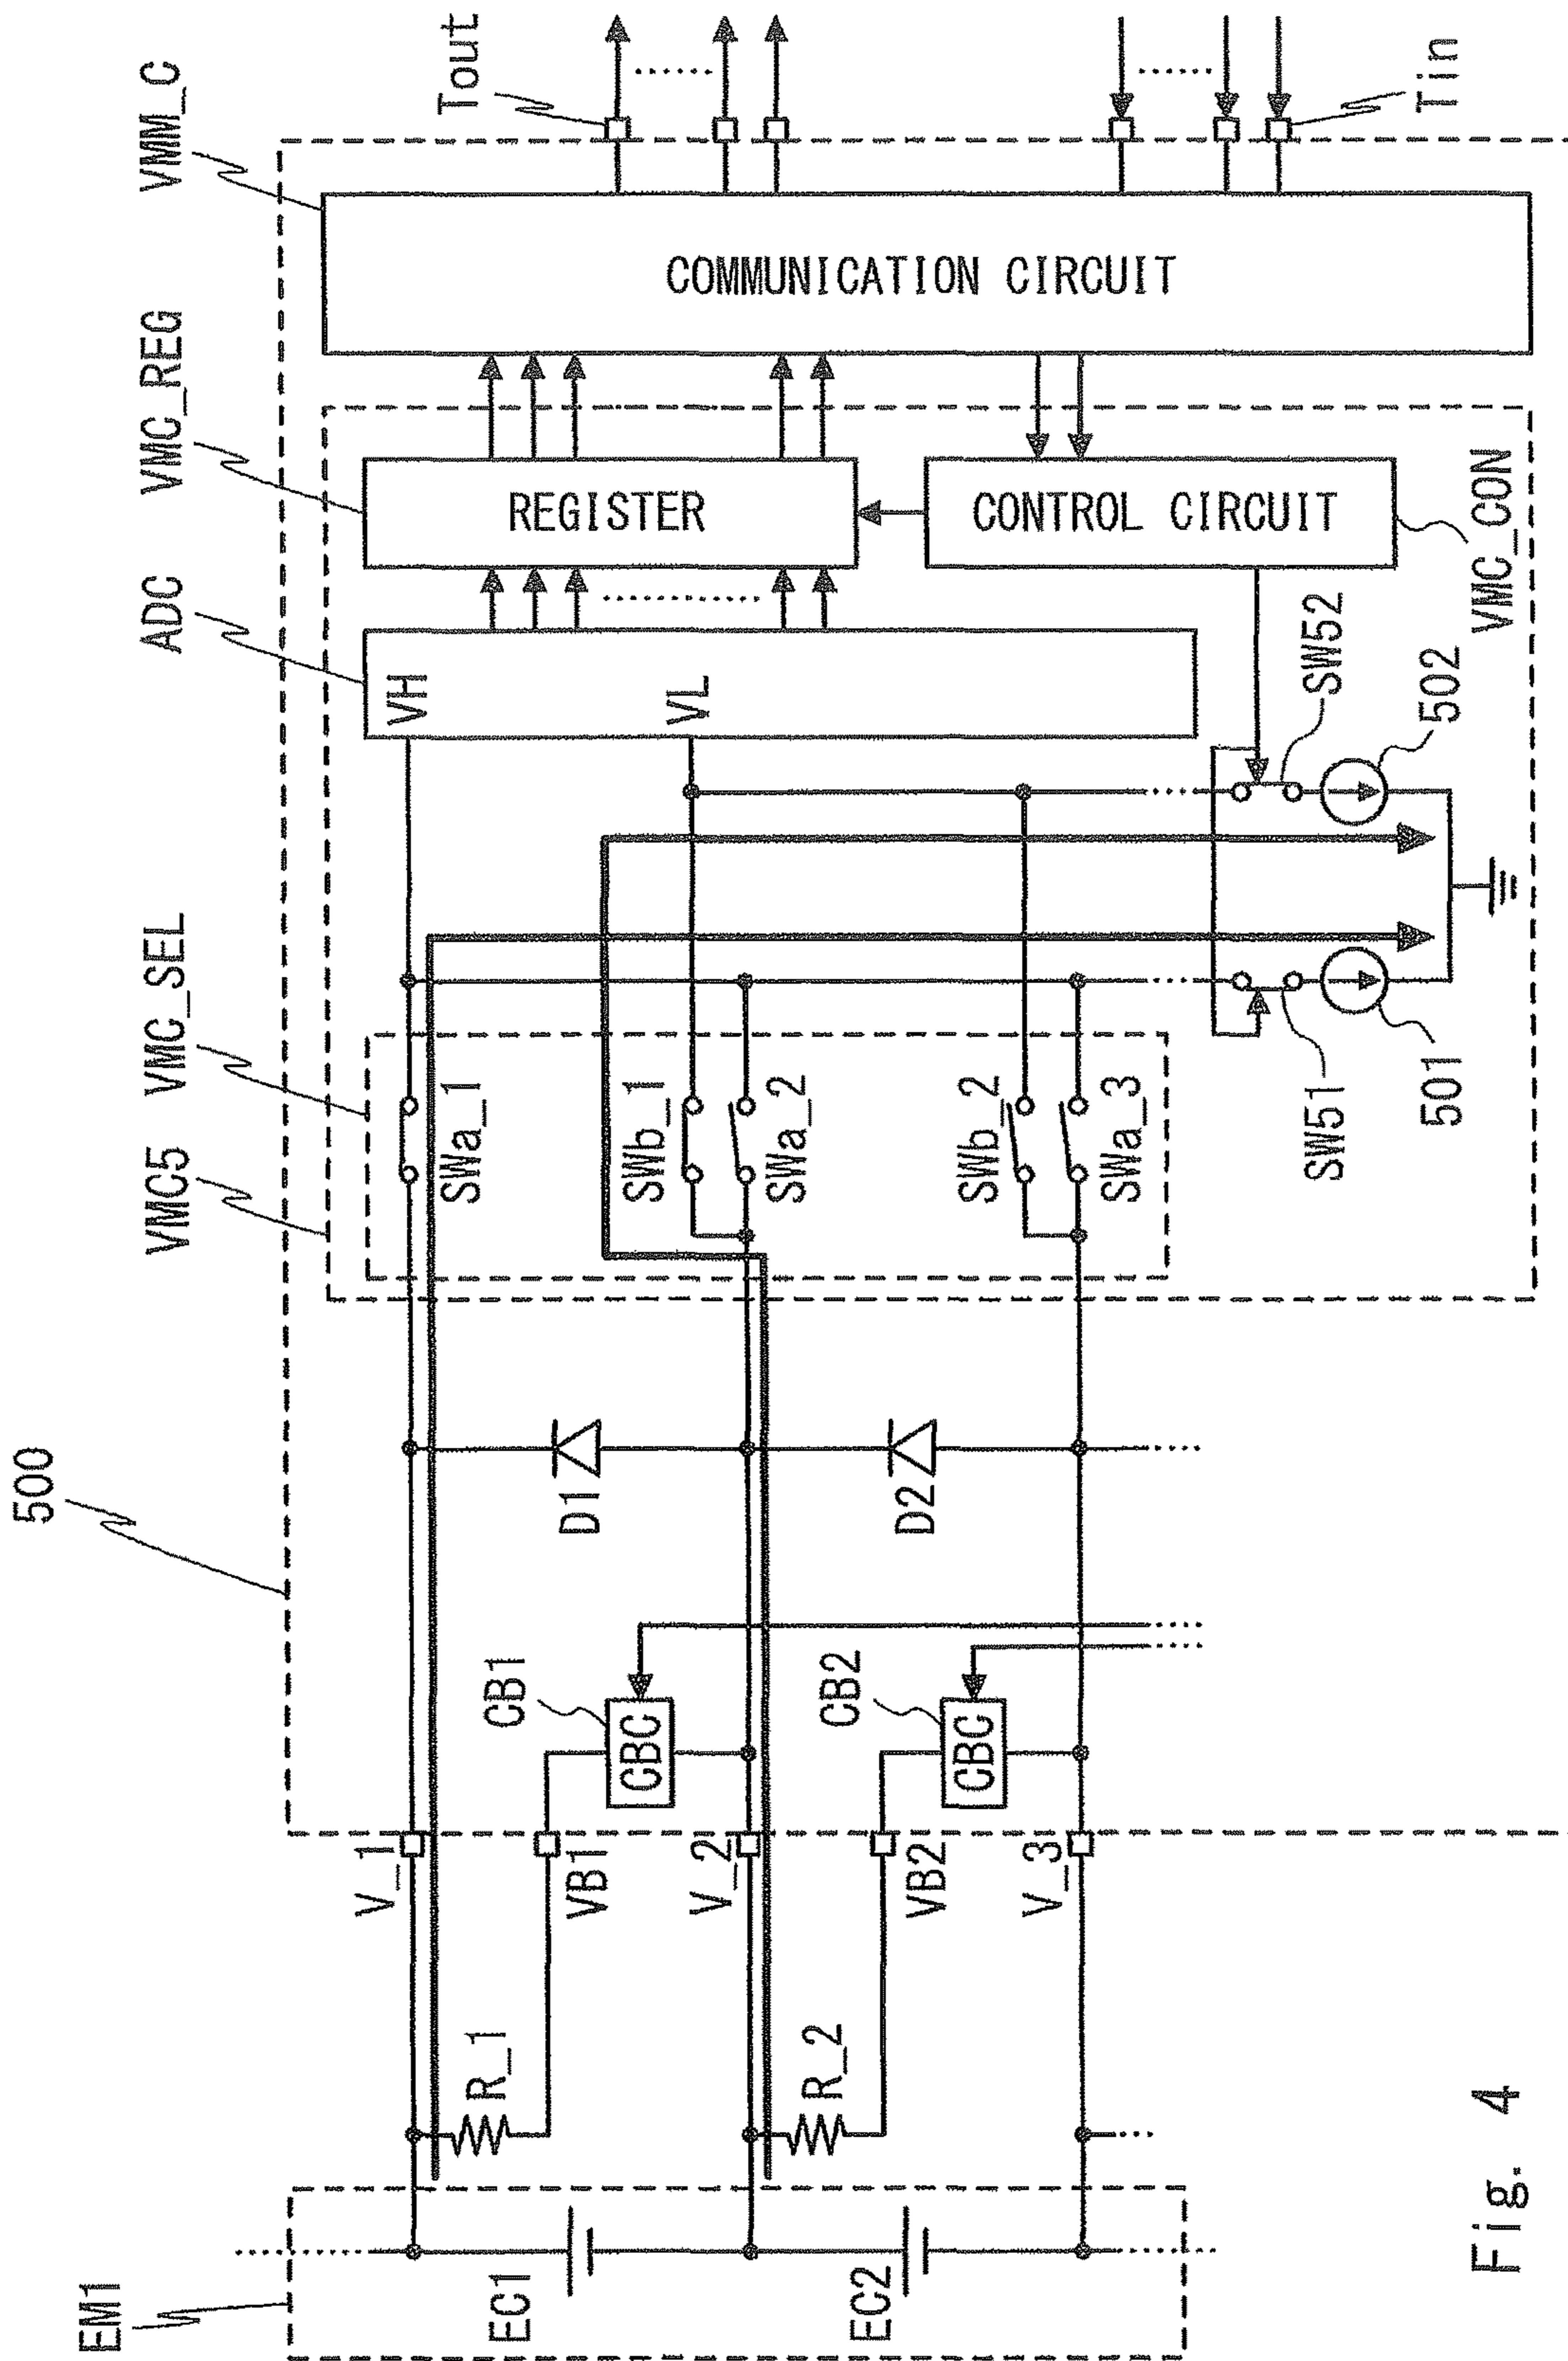 500
VMC5
VMC_SEL
ADC
VMC_REG
VMM_C
EM1
EC1
EC2
R_1
R_2
V_1
VB1
V_2
VB2
V_3
CB1
CBC
CB2
CBC
D1
D2
SWa_1
SWb_1
SWa_2
SWb_2
SWa_3
VH
VL
REGISTER
CONTROL CIRCUIT
COMMUNICATION CIRCUIT
Tout
Tin
VMC_CON
SW52
502
SW51
501
Fig. 4